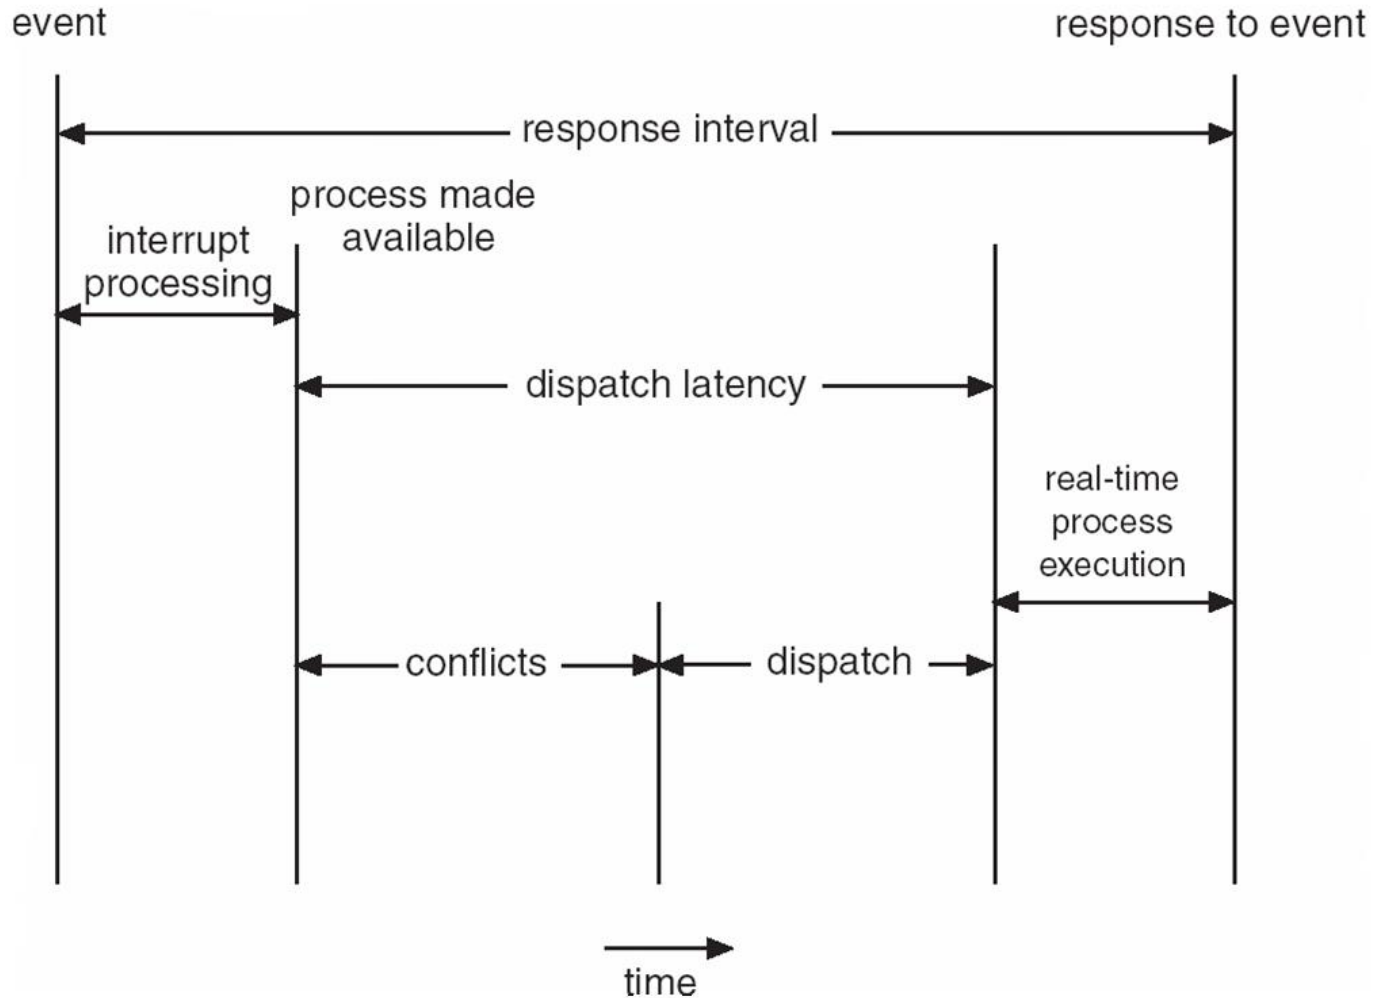 event
response to event
response interval
process made
available
interrupt
processing
dispatch latency
real-time
process
execution
conflicts
dispatch
time